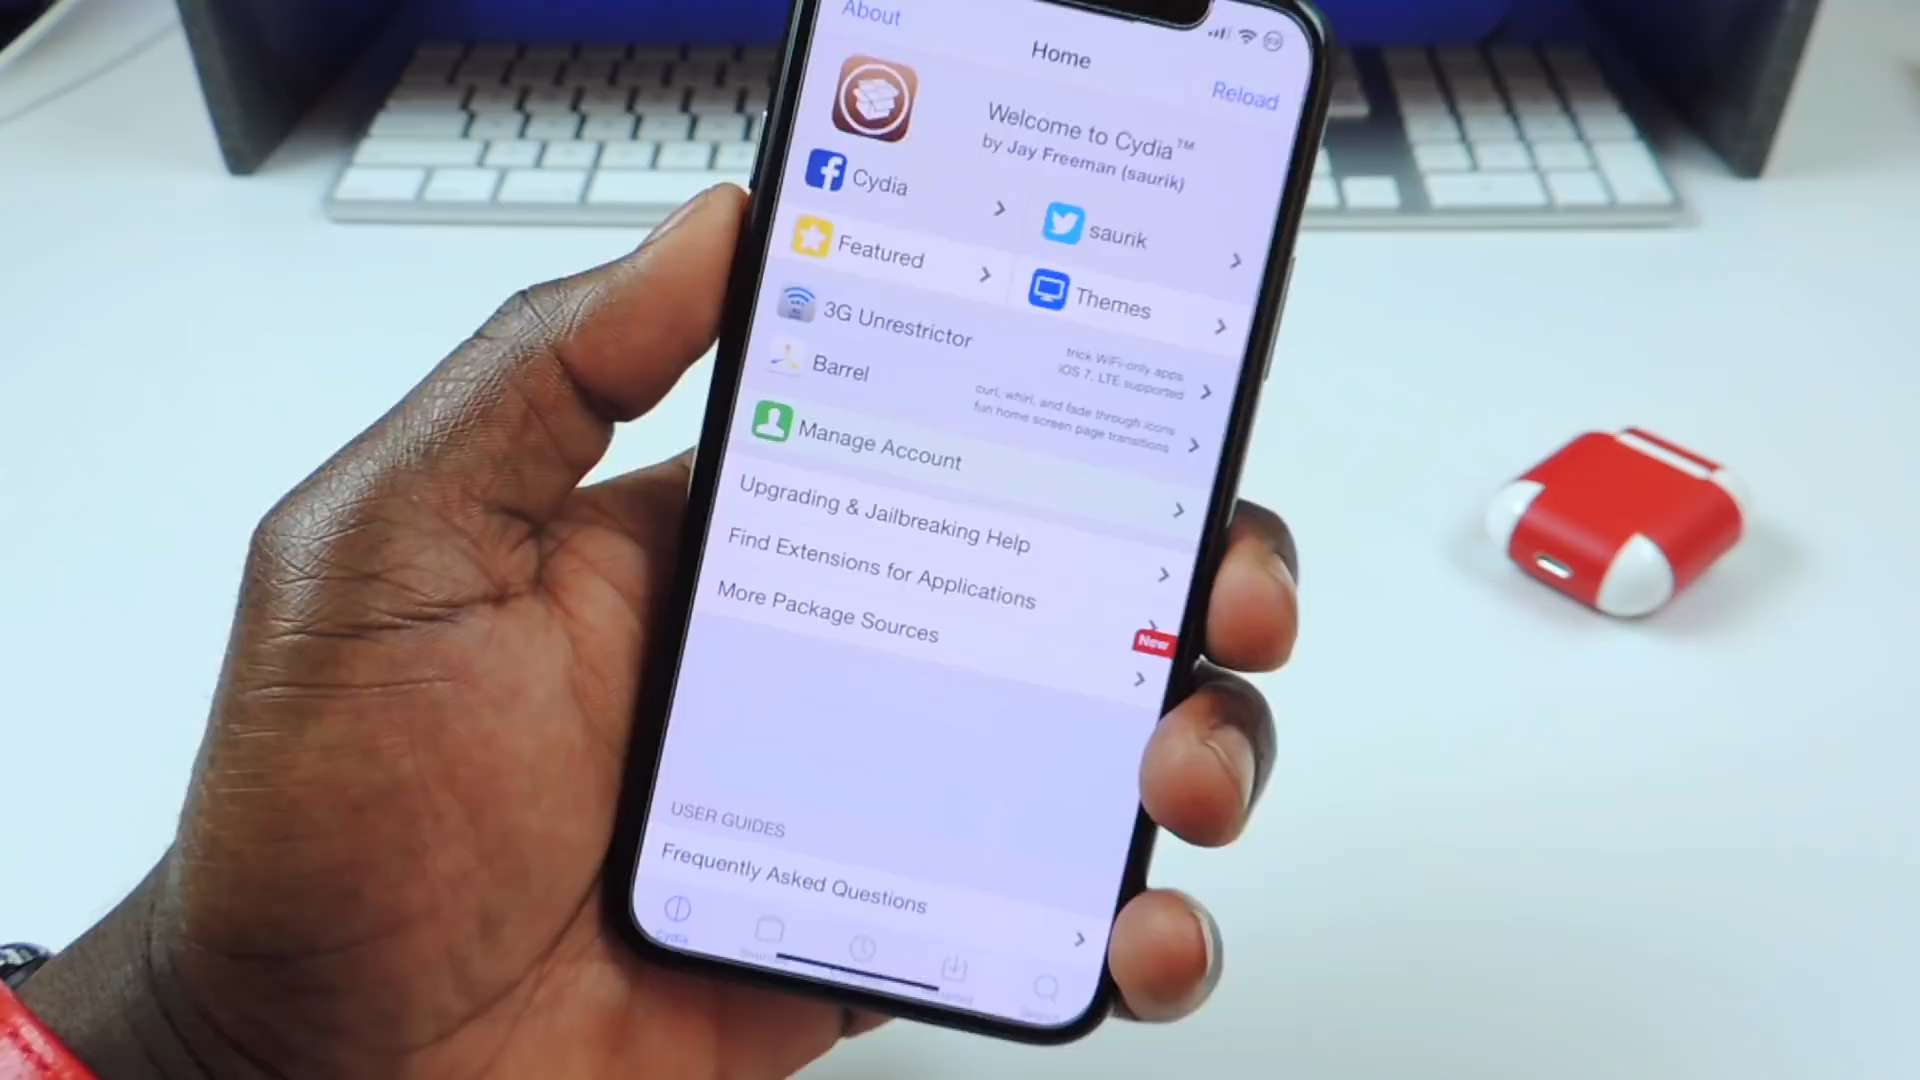 About
Home
Reload
Welcome to Cydia™
by Jay Freeman (saurik)
Cydia
saurik
Featured
Themes
3G Unrestrictor
trick WiFi-only apps
iOS 7, LTE supported
Barrel
curl, whirl, and fade through icons
fun home screen page transitions
Manage Account
Upgrading & Jailbreaking Help
Find Extensions for Applications
More Package Sources
New
USER GUIDES
Frequently Asked Questions
Cydia
Search